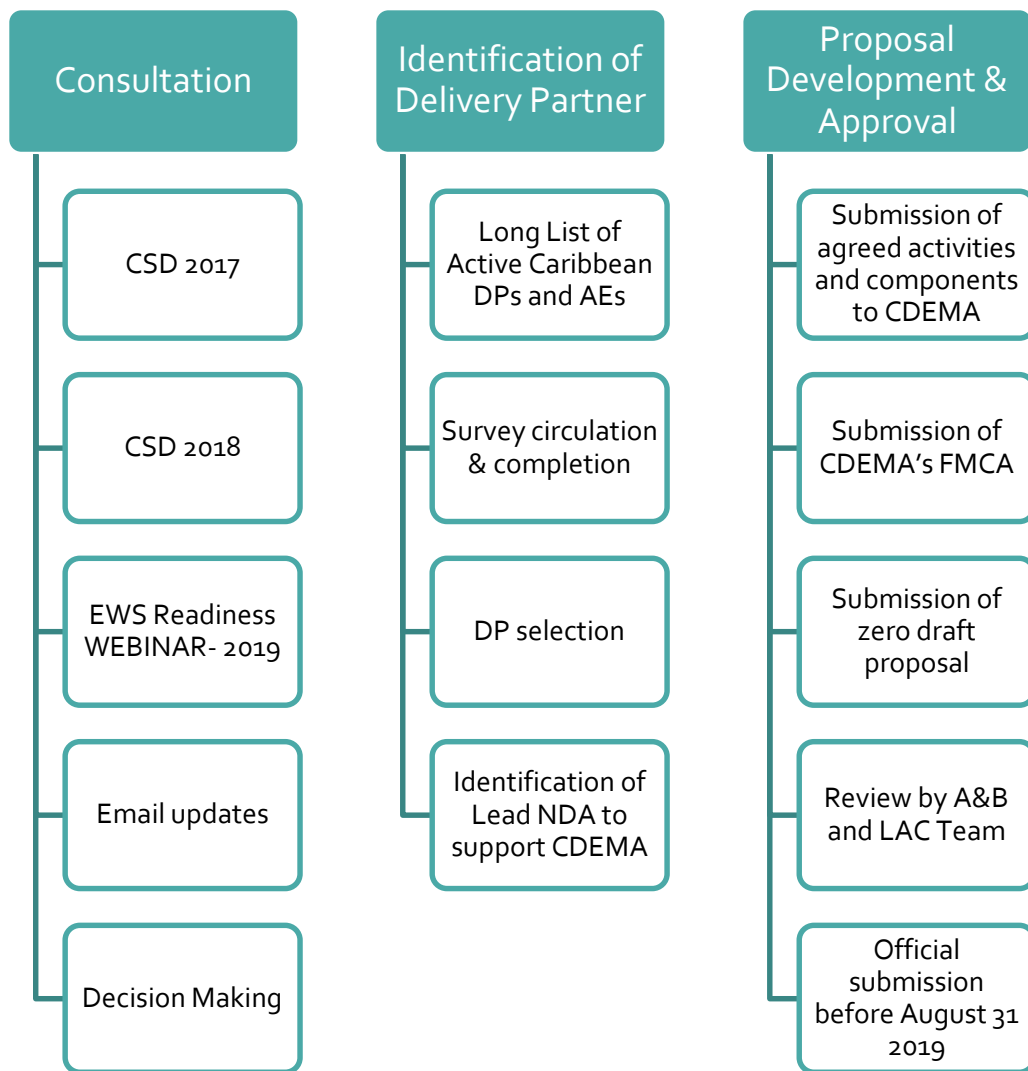 Consultation
CSD 2017
CSD 2018
EWS Readiness
WEBINAR- 2019
Email updates
Decision Making
Identification of
Delivery Partner
Long List of
Active Caribbean
DPs and AEs
Survey circulation
& completion
DP selection
Identification of
Lead NDA to
support CDEMA
Proposal
Development &
Approval
Submission of
agreed activities
and components
to CDEMA
Submission of
CDEMA's FMCA
Submission of
zero draft
proposal
Review by A&B
and LAC Team
Official
submission
before August 31
2019